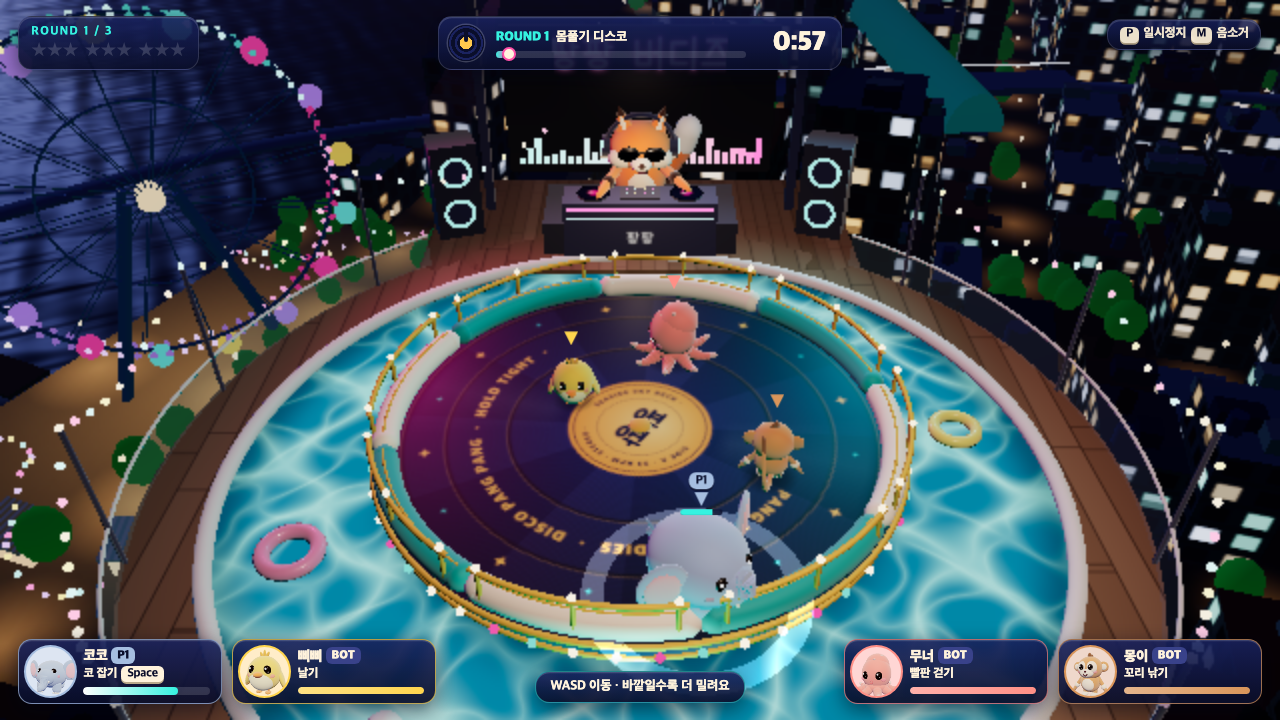 ROUND 1 / 3
ROUND 1 몸풀기 디스코
0:57
P 일시정지 M 음소거
팡팡
HOLD TIGHT
DISCO PANG PANG
P1
코코 P1
코 잡기 Space
삐삐 BOT
날기
WASD 이동 · 바깥일수록 더 밀려요
무너 BOT
빨판 걷기
몽이 BOT
꼬리 낚기